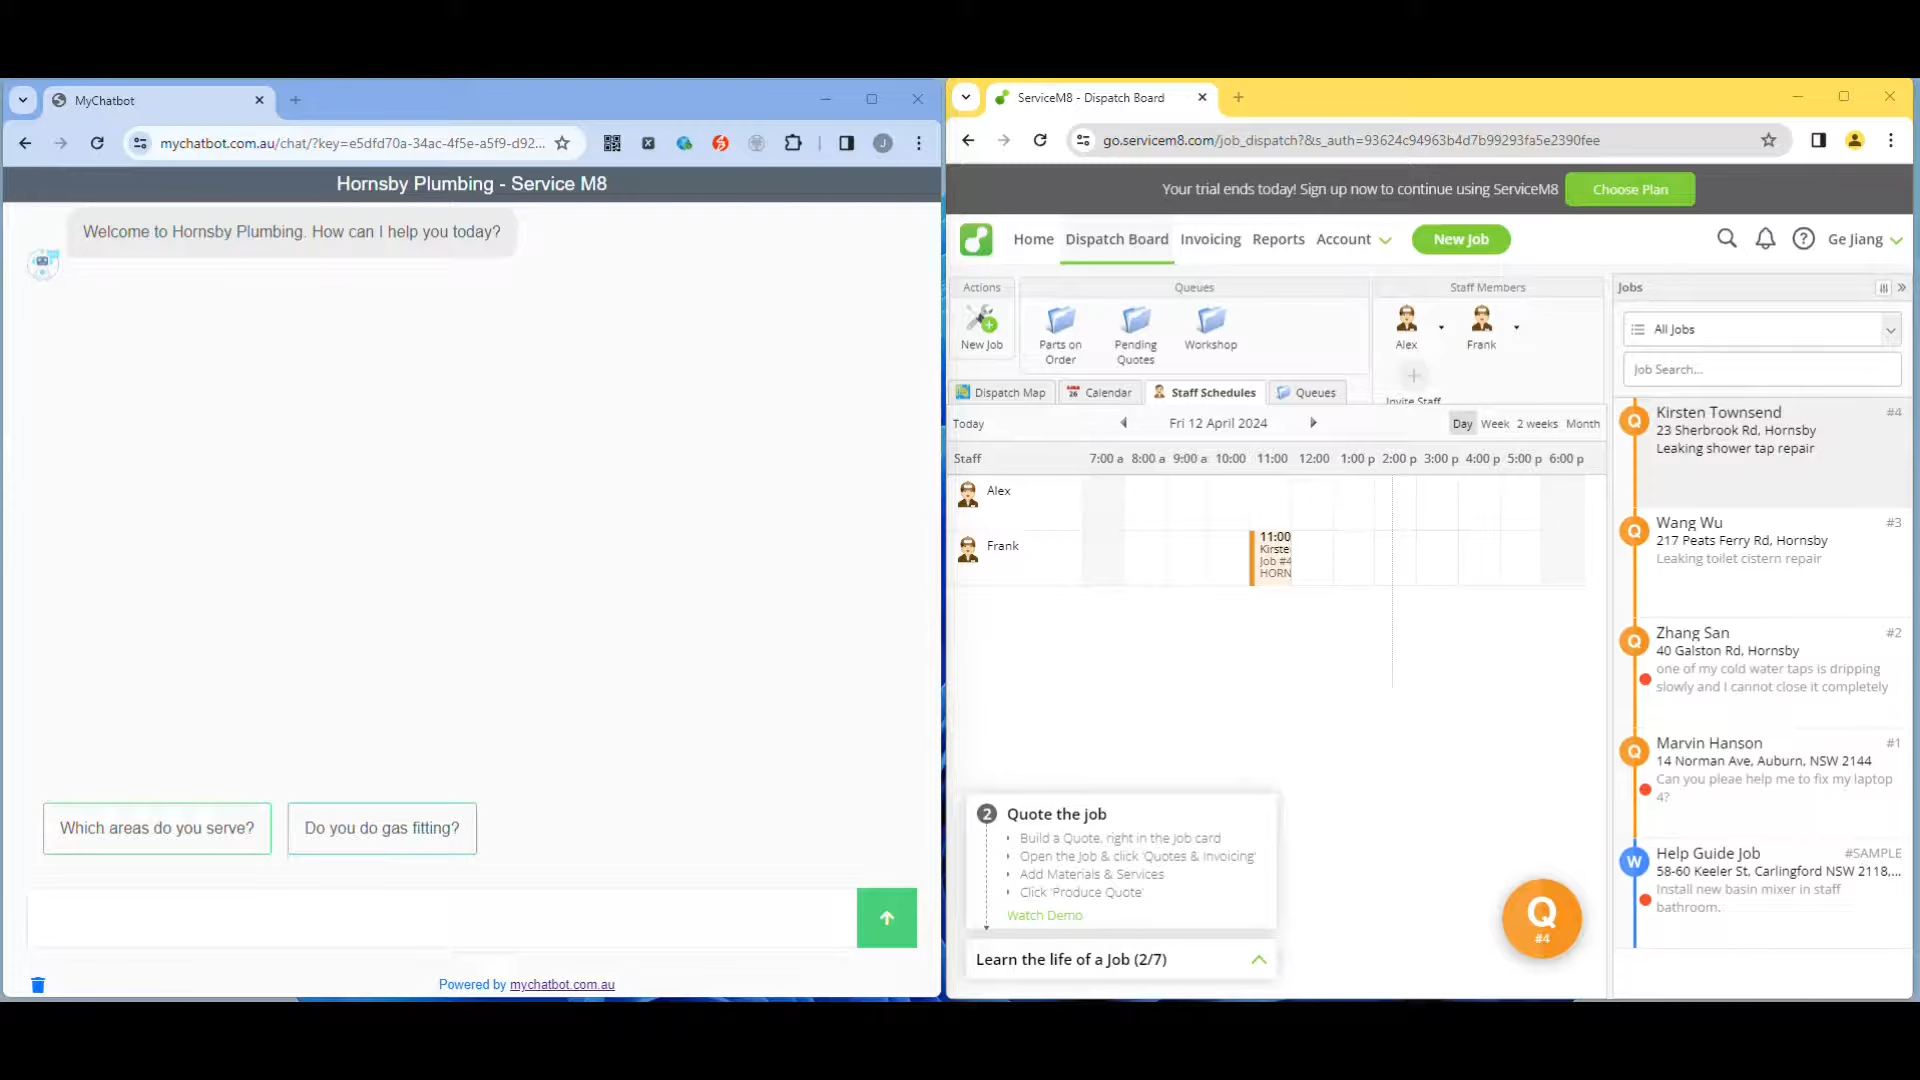 MyChatbot
mychatbot.com.au/chat/?key=e5dfd70a-34ac-4f5e-a5f9-d92...
J
Hornsby Plumbing - Service M8
Welcome to Hornsby Plumbing. How can I help you today?
Which areas do you serve?
Do you do gas fitting?
Powered by mychatbot.com.au
ServiceM8 - Dispatch Board
go.servicem8.com/job_dispatch?&s_auth=93624c94963b4d7b99293fa5e2390fee
Your trial ends today! Sign up now to continue using ServiceM8
Choose Plan
Home
Dispatch Board
Invoicing
Reports
Account
New Job
Ge Jiang
Actions
Queues
Staff Members
New Job
Parts on
Order
Pending
Quotes
Workshop
Alex
Frank
Invite Staff
Dispatch Map
Calendar
Staff Schedules
Queues
Today
Fri 12 April 2024
Day
Week
2 weeks
Month
Staff
7:00 a
8:00 a
9:00 a
10:00
11:00
12:00
1:00 p
2:00 p
3:00 p
4:00 p
5:00 p
6:00 p
Alex
Frank
11:00
Kirste
Job #4
HORN
2
Quote the job
Build a Quote, right in the Job card
Open the Job & click 'Quotes & Invoicing'
Add Materials & Services
Click 'Produce Quote'
Watch Demo
Learn the life of a Job (2/7)
Q
#4
Jobs
All Jobs
Job Search...
Q
Kirsten Townsend
#4
23 Sherbrook Rd, Hornsby
Leaking shower tap repair
Q
Wang Wu
#3
217 Peats Ferry Rd, Hornsby
Leaking toilet cistern repair
Q
Zhang San
#2
40 Galston Rd, Hornsby
one of my cold water taps is dripping
slowly and I cannot close it completely
Q
Marvin Hanson
#1
14 Norman Ave, Auburn, NSW 2144
Can you pleae help me to fix my laptop
4?
W
Help Guide Job
#SAMPLE
58-60 Keeler St, Carlingford NSW 2118,...
Install new basin mixer in staff
bathroom.